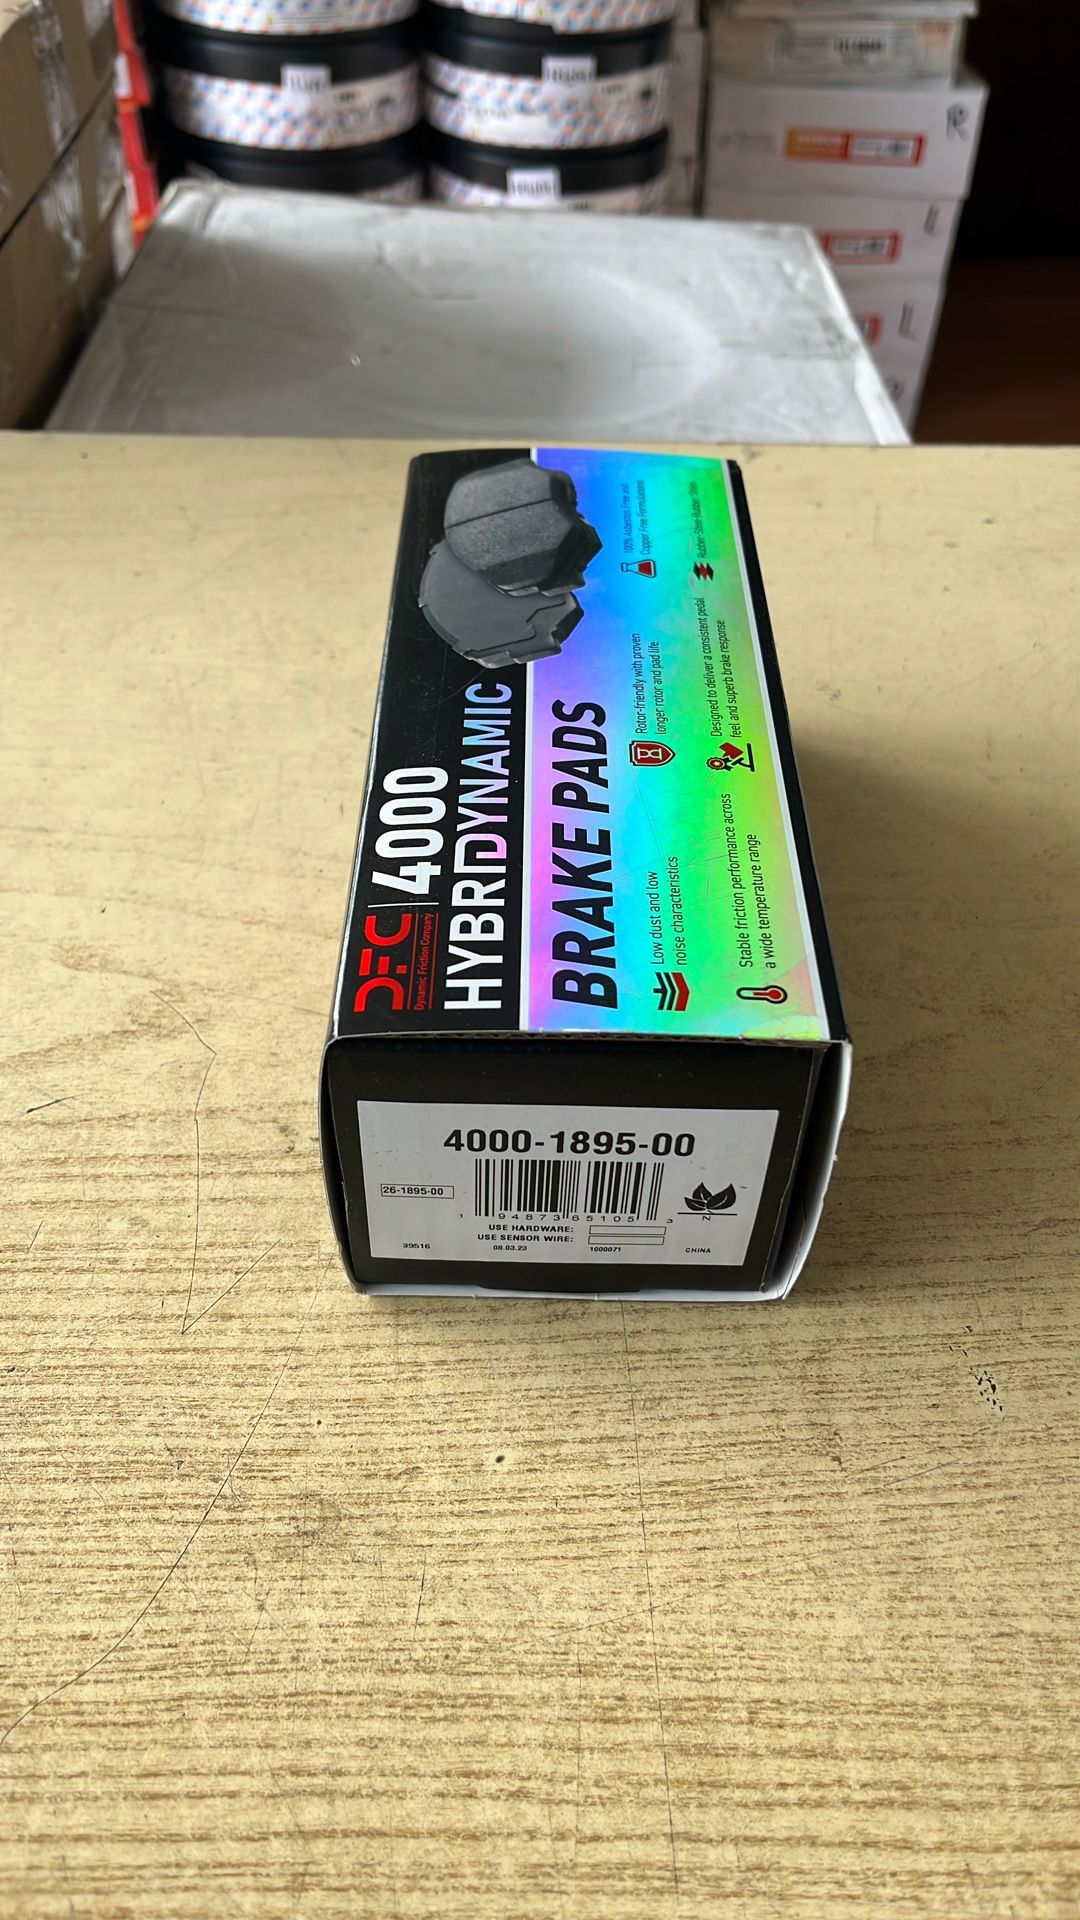 DFC | 4000
Dynamic Friction Company
HYBRIDYNAMIC
BRAKE PADS
Low dust and low
noise characteristics
Rotor-friendly with proven
longer rotor and pad life
100% Asbestos Free and
Copper Free Formulations
Stable friction performance across
a wide temperature range
Designed to deliver a consistent pedal
feel and superb brake response
Rubber-Steel-Rubber Shim
4000-1895-00
26-1895-00
1 94873 65105 3
USE HARDWARE:
USE SENSOR WIRE:
39516 08.03.23 1000071 CHINA
R